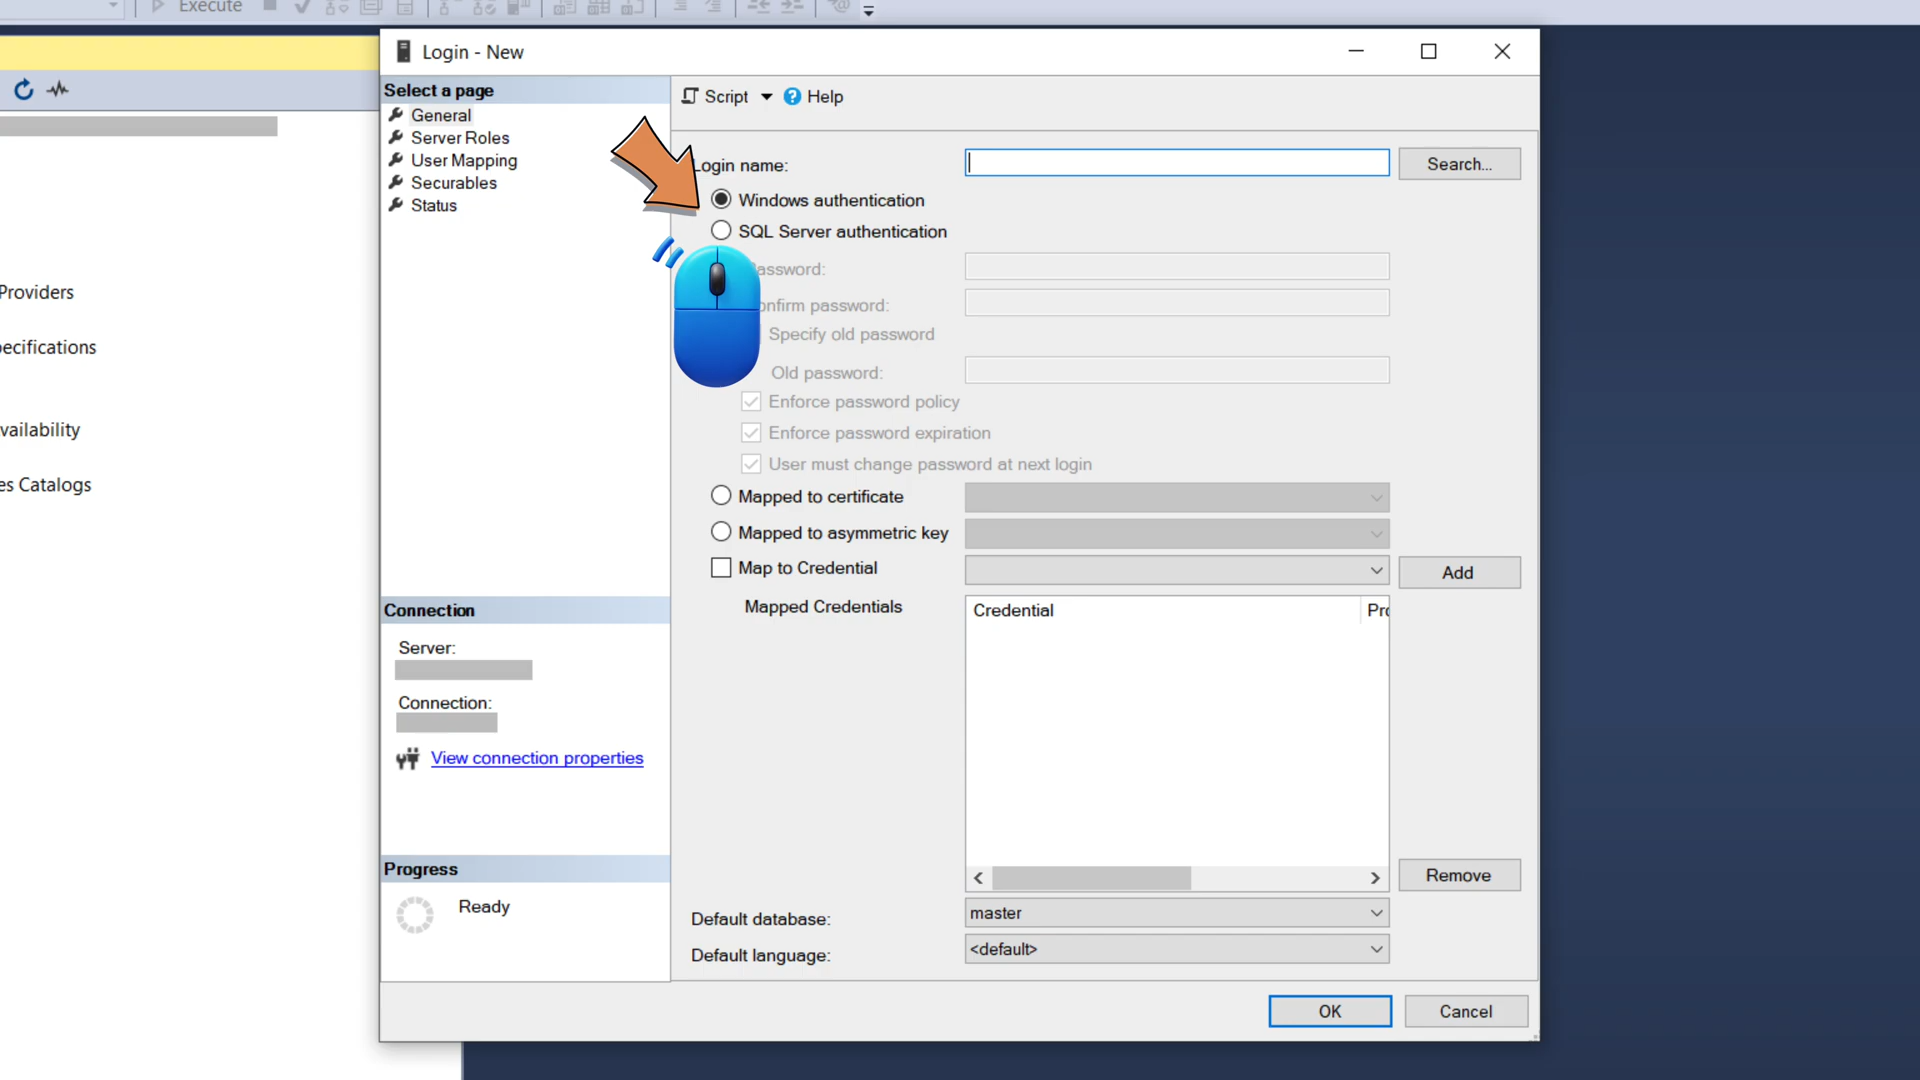 Execute
Login - New
Select a page
General
Server Roles
User Mapping
Securables
Status
Script
Help
Login name:
Search...
Windows authentication
SQL Server authentication
assword:
onfirm password:
Specify old password
Old password:
Enforce password policy
Enforce password expiration
User must change password at next login
Mapped to certificate
Mapped to asymmetric key
Map to Credential
Add
Mapped Credentials
Credential
Pro
Remove
Default database:
master
Default language:
<default>
Providers
ecifications
vailability
es Catalogs
Connection
Server:
Connection:
View connection properties
Progress
Ready
OK
Cancel